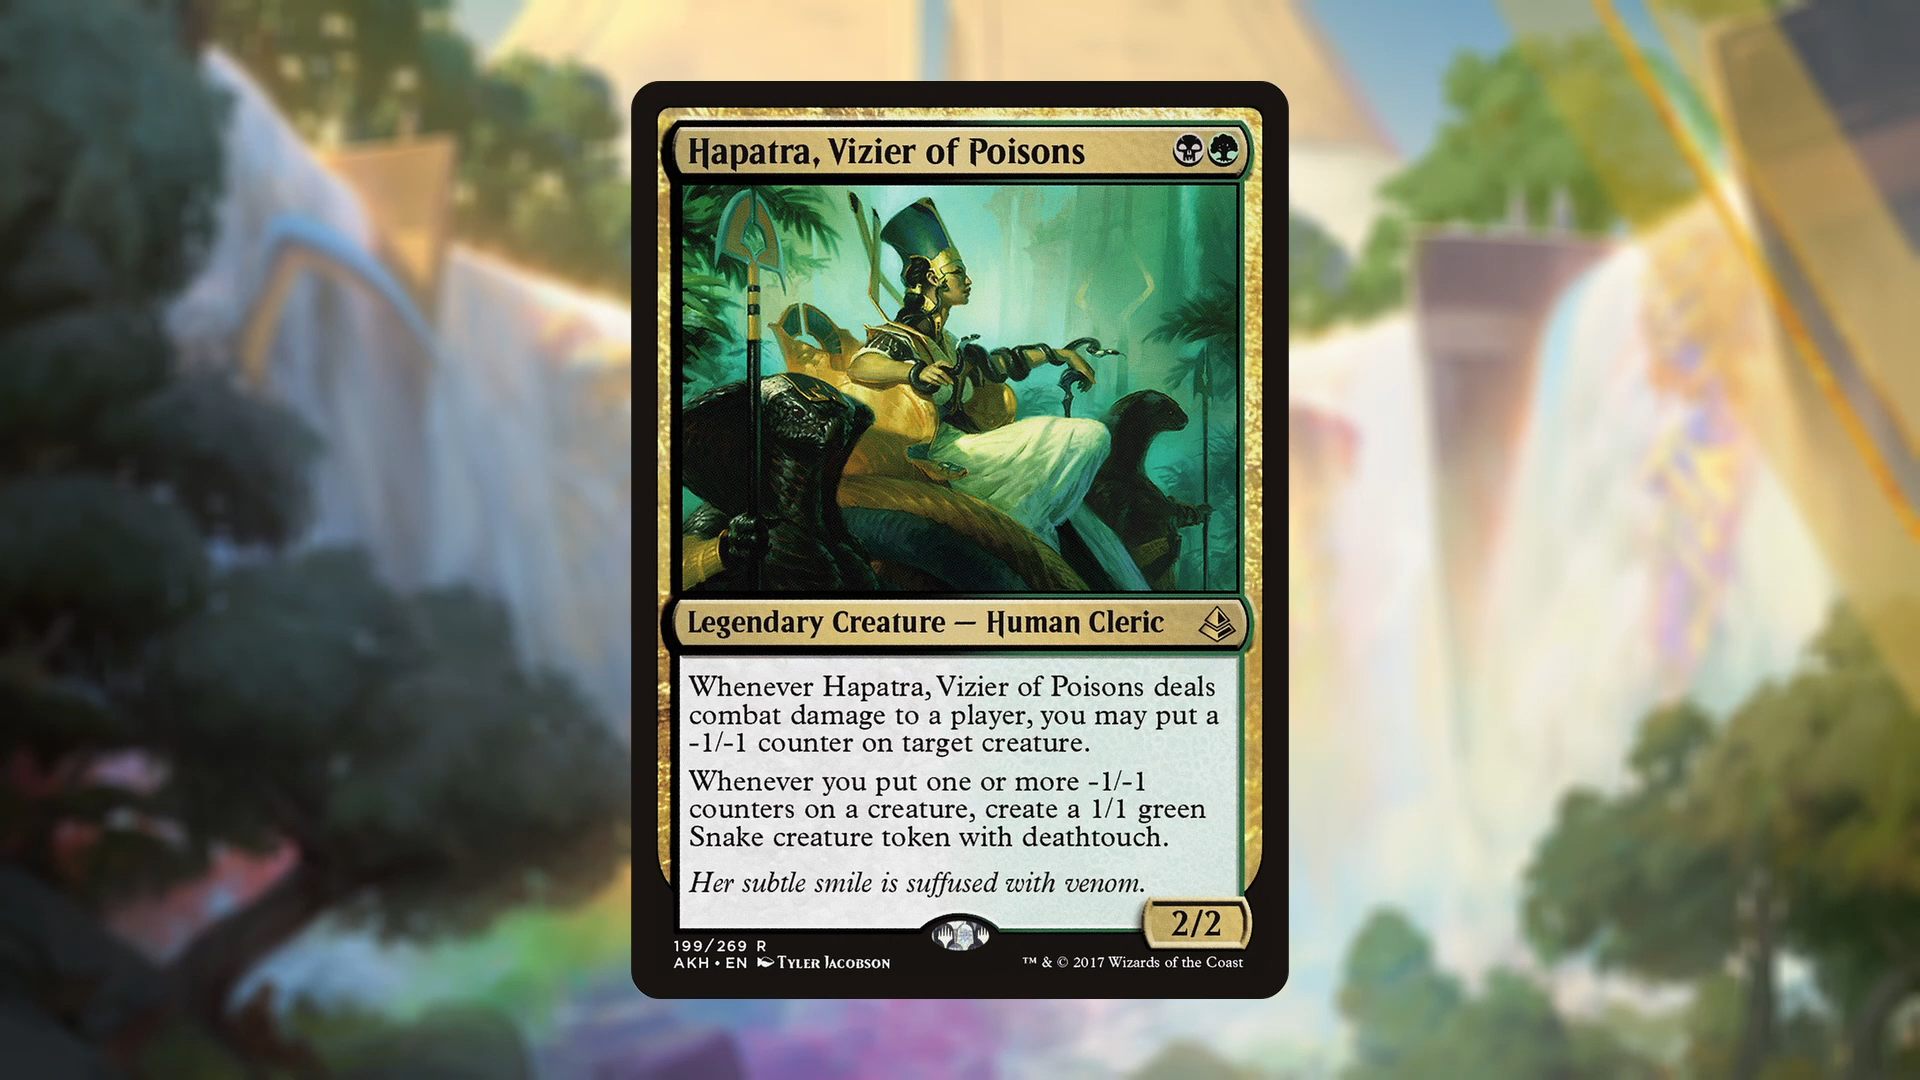 Hapatra, Vizier of Poisons
Legendary Creature — Human Cleric
Whenever Hapatra, Vizier of Poisons deals
combat damage to a player, you may put a
-1/-1 counter on target creature.
Whenever you put one or more -1/-1
counters on a creature, create a 1/1 green
Snake creature token with deathtouch.
Her subtle smile is suffused with venom.
2/2
199/269 R
AKH • EN Tyler Jacobson
™ & © 2017 Wizards of the Coast